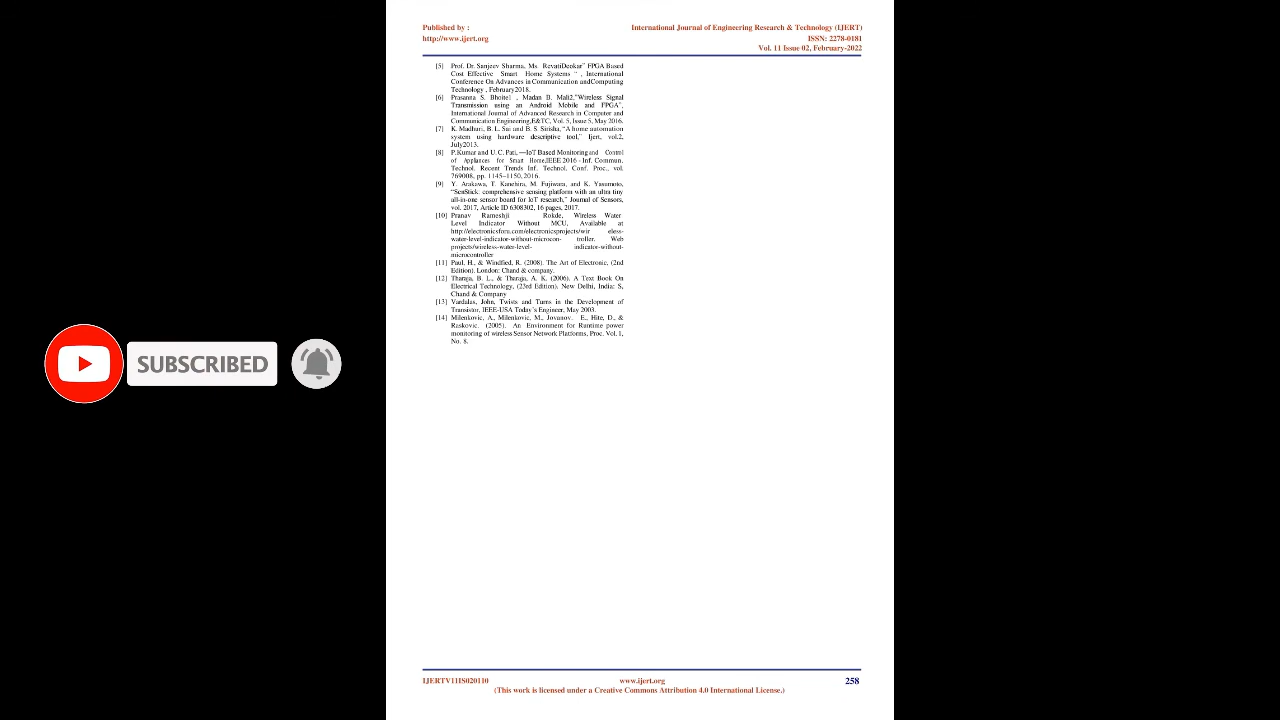 Published by :
http://www.ijert.org
International Journal of Engineering Research & Technology (IJERT)
ISSN: 2278-0181
Vol. 11 Issue 02, February-2022
[5] Prof. Dr. Sanjeev Sharma, Ms. RevatiDeokar" FPGA Based
Cost Effective Smart Home Systems " , International
Conference On Advances in Communication andComputing
Technology , February2018.
[6] Prasanna S. Bhoite1 , Madan B. Mali2,"Wireless Signal
Transmission using an Android Mobile and FPGA",
International Journal of Advanced Research in Computer and
Communication Engineering,E&TC, Vol. 5, Issue 5, May 2016.
[7] K. Madhuri, B. L. Sai and B. S. Sirisha, "A home automation
system using hardware descriptive tool," Ijert, vol.2,
July2013.
[8] P.Kumar and U. C. Pati, ―IoT Based Monitoring and Control
of Appliances for Smart Home,IEEE 2016 - Inf. Commun,
Technol. Recent Trends Inf. Technol. Conf. Proc., vol.
769008, pp. 1145–1150, 2016.
[9] Y. Arakawa, T. Kanehira, M. Fujiwara, and K. Yasumoto,
"SenStick: comprehensive sensing platform with an ultra tiny
all-in-one sensor board for IoT research," Journal of Sensors,
vol. 2017, Article ID 6308302, 16 pages, 2017.
[10] Pranav Rameshji Rokde, Wireless Water
Level Indicator Without MCU, Available at
http://electronicsforu.com/electronicsprojects/wir eless-
water-level-indicator-without-microcon- troller. Web
projects/wireless-water-level- indicator-without-
microcontroller
[11] Paul, H., & Windfied, R. (2008). The Art of Electronic, (2nd
Edition). London: Chand & company.
[12] Tharaja, B. L., & Tharaja, A. K. (2006). A Text Book On
Electrical Technology, (23rd Edition). New Delhi, India: S,
Chand & Company
[13] Vardalas, John, Twists and Turns in the Development of
Transistor, IEEE-USA Today's Engineer, May 2003.
[14] Milenkovic, A., Milenkovic, M., Jovanov. E., Hite, D., &
Raskovic. (2005). An Environment for Runtime power
monitoring of wireless Sensor Network Platforms, Proc. Vol. 1,
No. 8.
SUBSCRIBED
IJERTV11IS020110
www.ijert.org
258
(This work is licensed under a Creative Commons Attribution 4.0 International License.)